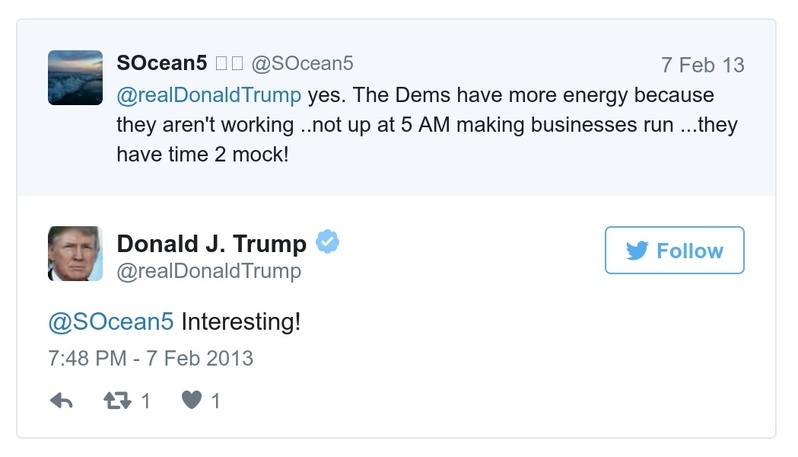 SOcean5 @SOcean5 7 Feb 13
@realDonaldTrump yes. The Dems have more energy because
they aren't working ..not up at 5 AM making businesses run ...they
have time 2 mock!
Donald J. Trump
@realDonaldTrump
Follow
@SOcean5 Interesting!
7:48 PM - 7 Feb 2013
1 1